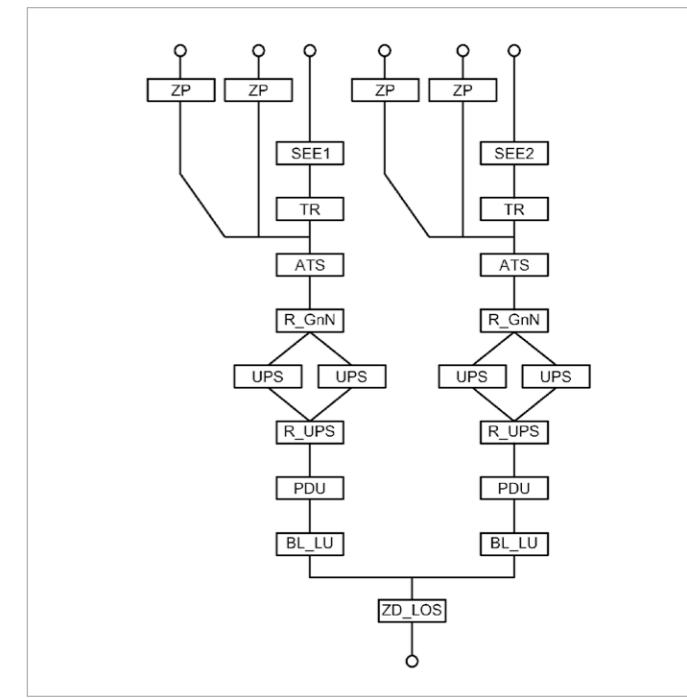 ZP ZP ZP ZP
SEE1 SEE2
TR TR
ATS ATS
R_GnN R_GnN
UPS UPS UPS UPS
R_UPS R_UPS
PDU PDU
BL_LU BL_LU
ZD_LOS